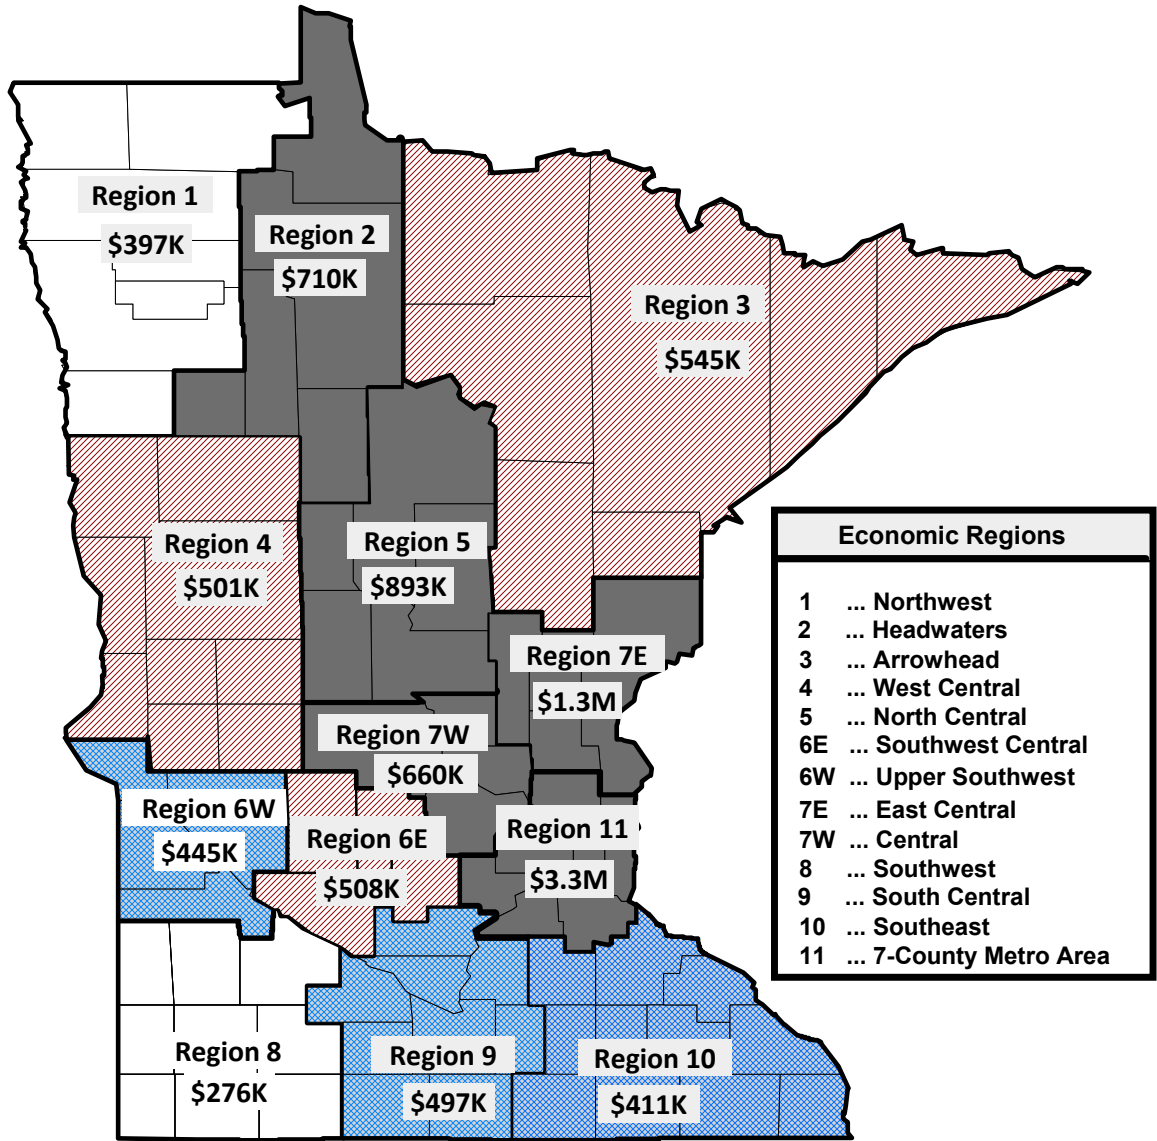 Region 1
$397K
Region 2
$710K
Region 3
$545K
Region 4
$501K
Region 5
$893K
Region 7E
$1.3M
Region 7W
$660K
Region 6W
$445K
Region 6E
$508K
Region 11
$3.3M
Region 8
$276K
Region 9
$497K
Region 10
$411K
Economic Regions
1 ... Northwest
2 ... Headwaters
3 ... Arrowhead
4 ... West Central
5 ... North Central
6E ... Southwest Central
6W ... Upper Southwest
7E ... East Central
7W ... Central
8 ... Southwest
9 ... South Central
10 ... Southeast
11 ... 7-County Metro Area